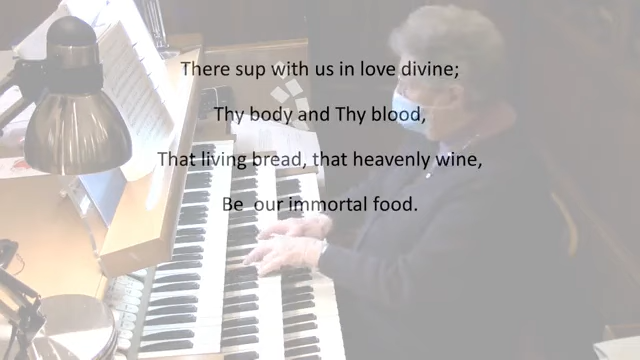 There sup with us in love divine;
Thy body and Thy blood,
That living bread, that heavenly wine,
Be  our immortal food.